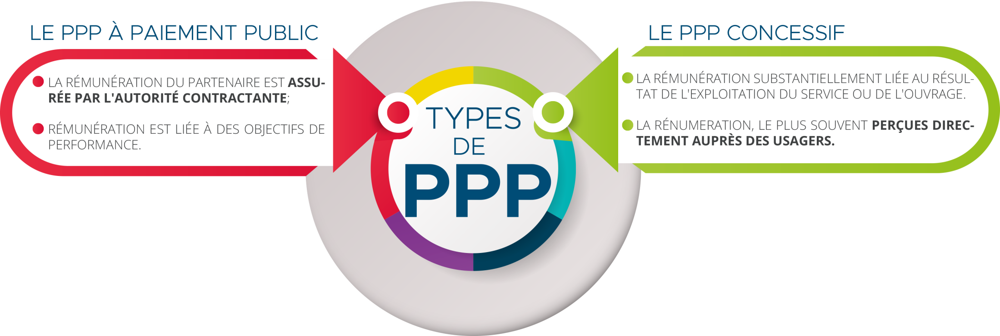 LE PPP À PAIEMENT PUBLIC
LA RÉMUNÉRATION DU PARTENAIRE EST ASSU-
RÉE PAR L'AUTORITÉ CONTRACTANTE;
RÉMUNÉRATION EST LIÉE À DES OBJECTIFS DE
PERFORMANCE.
TYPES
DE
PPP
LE PPP CONCESSIF
LA RÉMUNÉRATION SUBSTANTIELLEMENT LIÉE AU RÉSUL-
TAT DE L'EXPLOITATION DU SERVICE OU DE L'OUVRAGE.
LA RÉNUMERATION, LE PLUS SOUVENT PERÇUES DIREC-
TEMENT AUPRÈS DES USAGERS.